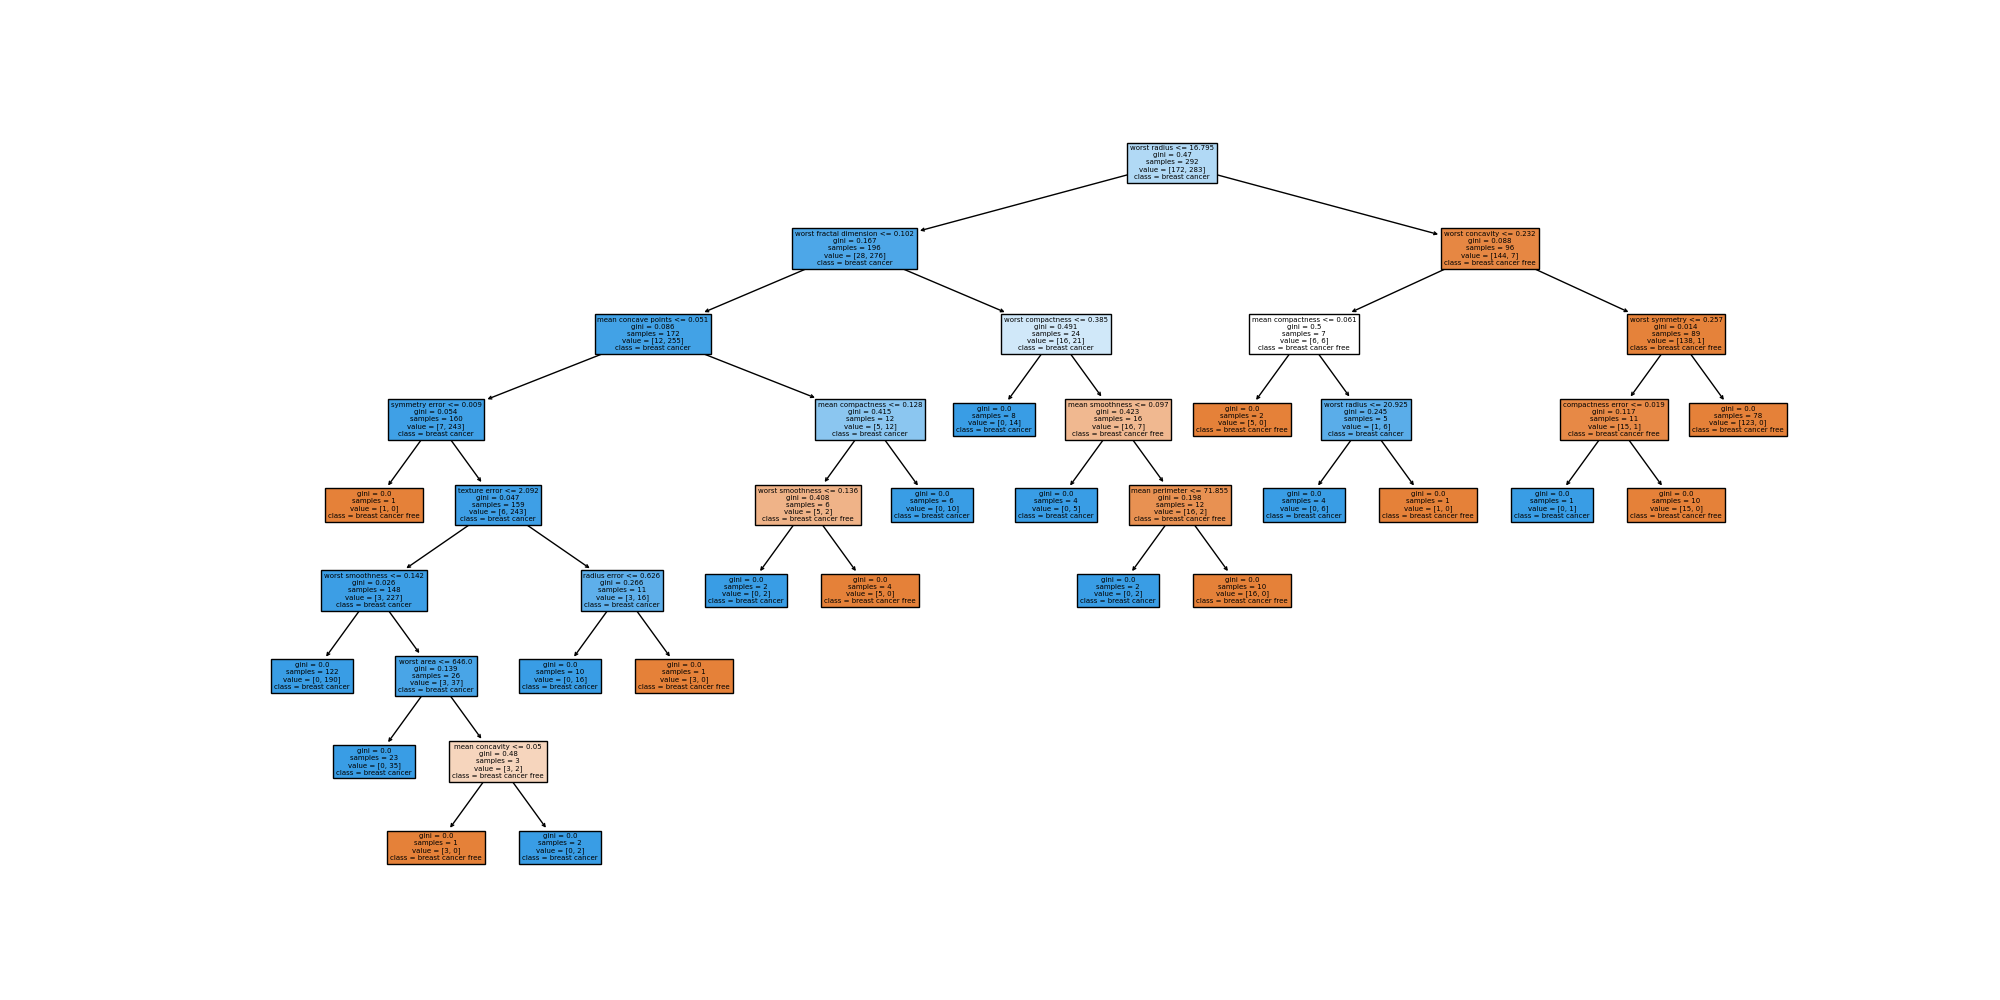 worst radius <= 16.795
gini = 0.47
samples = 292
value = [172, 283]
class = breast cancer
worst fractal dimension <= 0.102
gini = 0.167
samples = 196
value = [28, 276]
class = breast cancer
worst concavity <= 0.232
gini = 0.088
samples = 96
value = [144, 7]
class = breast cancer free
mean concave points <= 0.051
gini = 0.086
samples = 172
value = [12, 255]
class = breast cancer
worst compactness <= 0.385
gini = 0.491
samples = 24
value = [16, 21]
class = breast cancer
mean compactness <= 0.061
gini = 0.5
samples = 7
value = [6, 6]
class = breast cancer free
worst symmetry <= 0.257
gini = 0.014
samples = 89
value = [138, 1]
class = breast cancer free
symmetry error <= 0.009
gini = 0.054
samples = 160
value = [7, 243]
class = breast cancer
mean compactness <= 0.128
gini = 0.415
samples = 12
value = [5, 12]
class = breast cancer
gini = 0.0
samples = 8
value = [0, 14]
class = breast cancer
mean smoothness <= 0.097
gini = 0.423
samples = 16
value = [16, 7]
class = breast cancer free
gini = 0.0
samples = 2
value = [5, 0]
class = breast cancer free
worst radius <= 20.925
gini = 0.245
samples = 5
value = [1, 6]
class = breast cancer
compactness error <= 0.019
gini = 0.117
samples = 11
value = [15, 1]
class = breast cancer free
gini = 0.0
samples = 78
value = [123, 0]
class = breast cancer free
gini = 0.0
samples = 1
value = [1, 0]
class = breast cancer free
texture error <= 2.092
gini = 0.047
samples = 159
value = [6, 243]
class = breast cancer
worst smoothness <= 0.136
gini = 0.408
samples = 6
value = [5, 2]
class = breast cancer free
gini = 0.0
samples = 6
value = [0, 10]
class = breast cancer
gini = 0.0
samples = 4
value = [0, 5]
class = breast cancer
mean perimeter <= 71.855
gini = 0.198
samples = 12
value = [16, 2]
class = breast cancer free
gini = 0.0
samples = 4
value = [0, 6]
class = breast cancer
gini = 0.0
samples = 1
value = [1, 0]
class = breast cancer free
gini = 0.0
samples = 1
value = [0, 1]
class = breast cancer
gini = 0.0
samples = 10
value = [15, 0]
class = breast cancer free
worst smoothness <= 0.142
gini = 0.026
samples = 148
value = [3, 227]
class = breast cancer
radius error <= 0.626
gini = 0.266
samples = 11
value = [3, 16]
class = breast cancer
gini = 0.0
samples = 2
value = [0, 2]
class = breast cancer
gini = 0.0
samples = 4
value = [5, 0]
class = breast cancer free
gini = 0.0
samples = 2
value = [0, 2]
class = breast cancer
gini = 0.0
samples = 10
value = [16, 0]
class = breast cancer free
gini = 0.0
samples = 122
value = [0, 190]
class = breast cancer
worst area <= 646.0
gini = 0.139
samples = 26
value = [3, 37]
class = breast cancer
gini = 0.0
samples = 10
value = [0, 16]
class = breast cancer
gini = 0.0
samples = 1
value = [3, 0]
class = breast cancer free
gini = 0.0
samples = 23
value = [0, 35]
class = breast cancer
mean concavity <= 0.05
gini = 0.48
samples = 3
value = [3, 2]
class = breast cancer free
gini = 0.0
samples = 1
value = [3, 0]
class = breast cancer free
gini = 0.0
samples = 2
value = [0, 2]
class = breast cancer